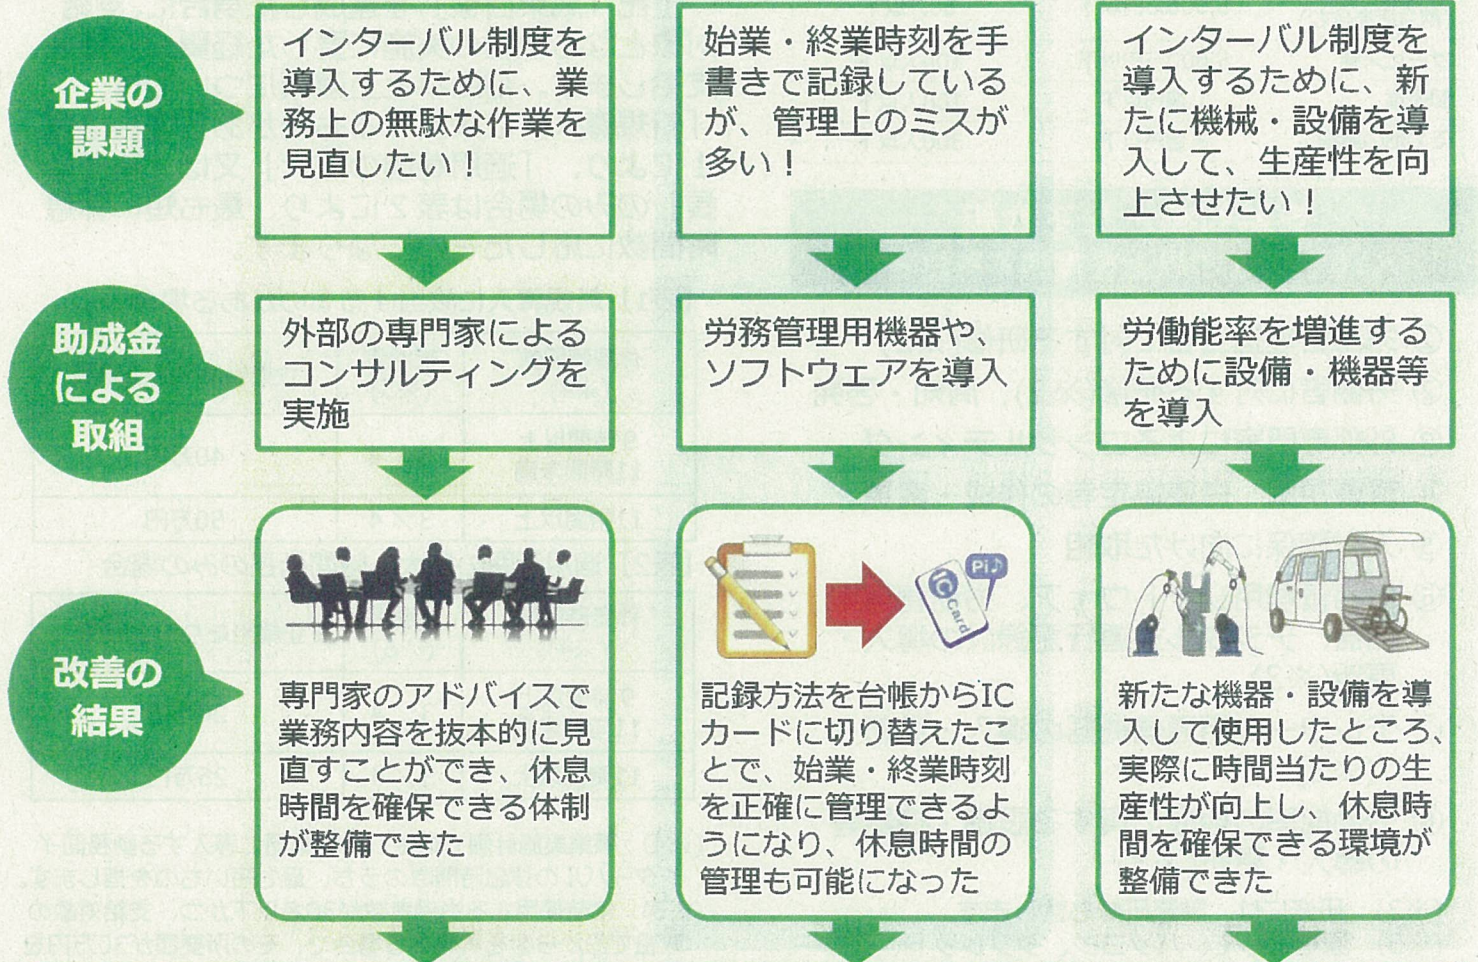 企業の
課題
インターバル制度を
導入するために、業
務上の無駄な作業を
見直したい！
始業・終業時刻を手
書きで記録している
が、管理上のミスが
多い！
インターバル制度を
導入するために、新
たに機械・設備を導
入して、生産性を向
上させたい！
助成金
による
取組
外部の専門家による
コンサルティングを
実施
労務管理用機器や
ソフトウェアを導入
労働能率を増進する
ために設備・機器等
を導入
改善の
結果
IC
Card
Pi♪
専門家のアドバイスで
業務内容を抜本的に見
直すことができ、休息
時間を確保できる体制
が整備できた
記録方法を台帳からIC
カードに切り替えたこ
とで、始業・終業時刻
を正確に管理できるよ
うになり、休息時間の
管理も可能になった
新たな機器・設備を導
入して使用したところ、
実際に時間当たりの生
産性が向上し、休息時
間を確保できる環境が
整備できた